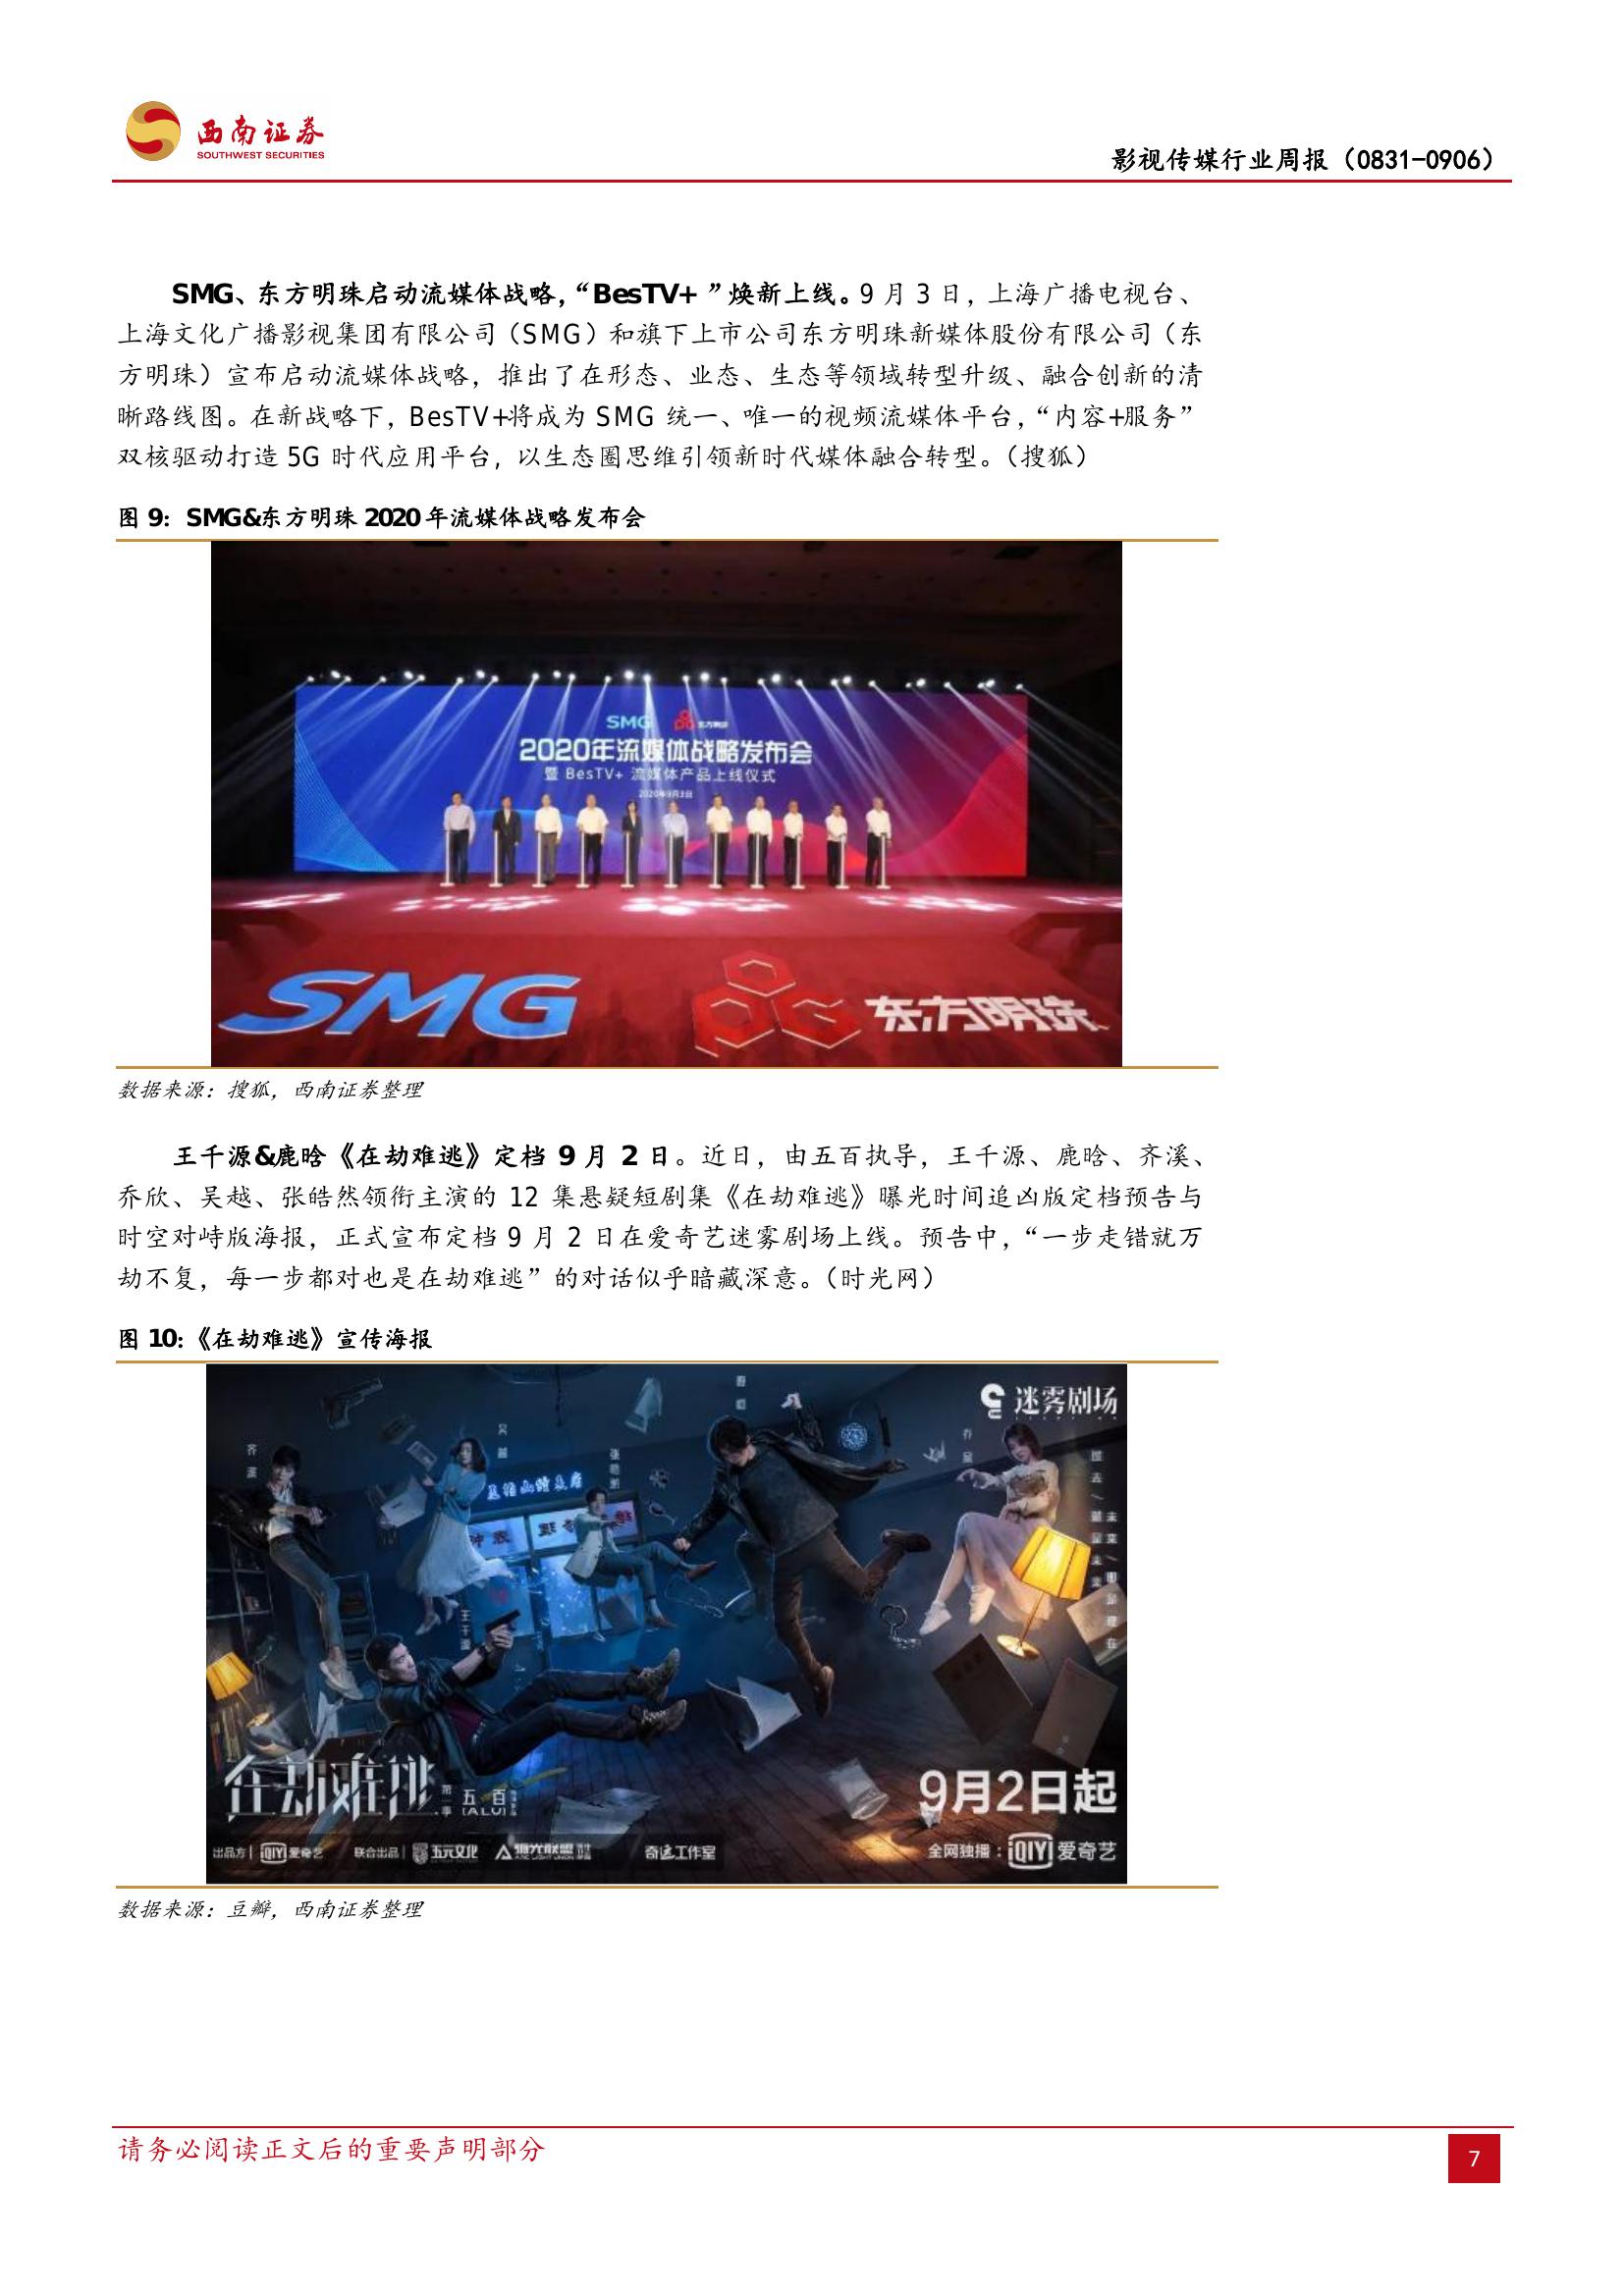 西南证券
SOUTHWEST SECURITIES
影视传媒行业周报（0831-0906）
SMG、东方明珠启动流媒体战略，“BesTV+ ”焕新上线。9 月 3 日，上海广播电视台、
上海文化广播影视集团有限公司（SMG）和旗下上市公司东方明珠新媒体股份有限公司（东
方明珠）宣布启动流媒体战略，推出了在形态、业态、生态等领域转型升级、融合创新的清
晰路线图。在新战略下，BesTV+将成为 SMG 统一、唯一的视频流媒体平台，“内容+服务”
双核驱动打造 5G 时代应用平台，以生态圈思维引领新时代媒体融合转型。（搜狐）
图 9：SMG&东方明珠 2020 年流媒体战略发布会
SMG 东方明珠
2020年流媒体战略发布会
暨 BesTV+ 流媒体产品上线仪式
2020年9月3日
SMG 东方明珠
数据来源：搜狐，西南证券整理
王千源&鹿晗《在劫难逃》定档 9 月 2 日。近日，由五百执导，王千源、鹿晗、齐溪、
乔欣、吴越、张皓然领衔主演的 12 集悬疑短剧集《在劫难逃》曝光时间追凶版定档预告与
时空对峙版海报，正式宣布定档 9 月 2 日在爱奇艺迷雾剧场上线。预告中，“一步走错就万
劫不复，每一步都对也是在劫难逃”的对话似乎暗藏深意。（时光网）
图 10：《在劫难逃》宣传海报
迷雾剧场
齐溪
吴越
张皓然
鹿晗
乔欣
王千源
在劫难逃
五百
9月2日起
出品方 iQIYI 爱奇艺 联合出品 五元文化 奇迹工作室
全网独播：iQIYI 爱奇艺
数据来源：豆瓣，西南证券整理
请务必阅读正文后的重要声明部分
7